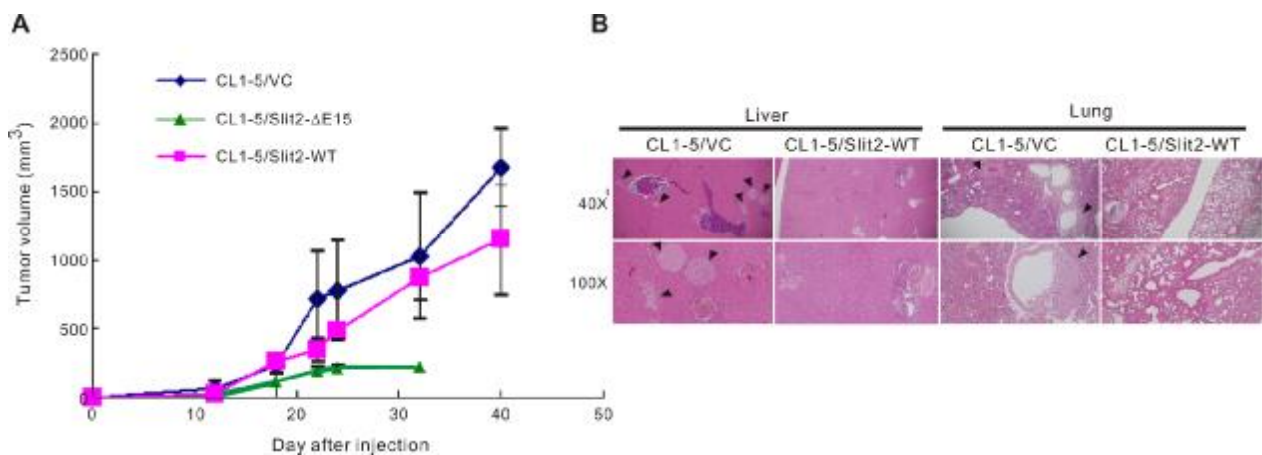 A
2500
2000
1500
1000
500
0
Tumor volume (mm3)
CL1-5/VC
CL1-5/Slit2-ΔE15
CL1-5/Slit2-WT
0 10 20 30 40 50
Day after injection
B
Liver Lung
CL1-5/VC CL1-5/Slit2-WT CL1-5/VC CL1-5/Slit2-WT
40X
100X